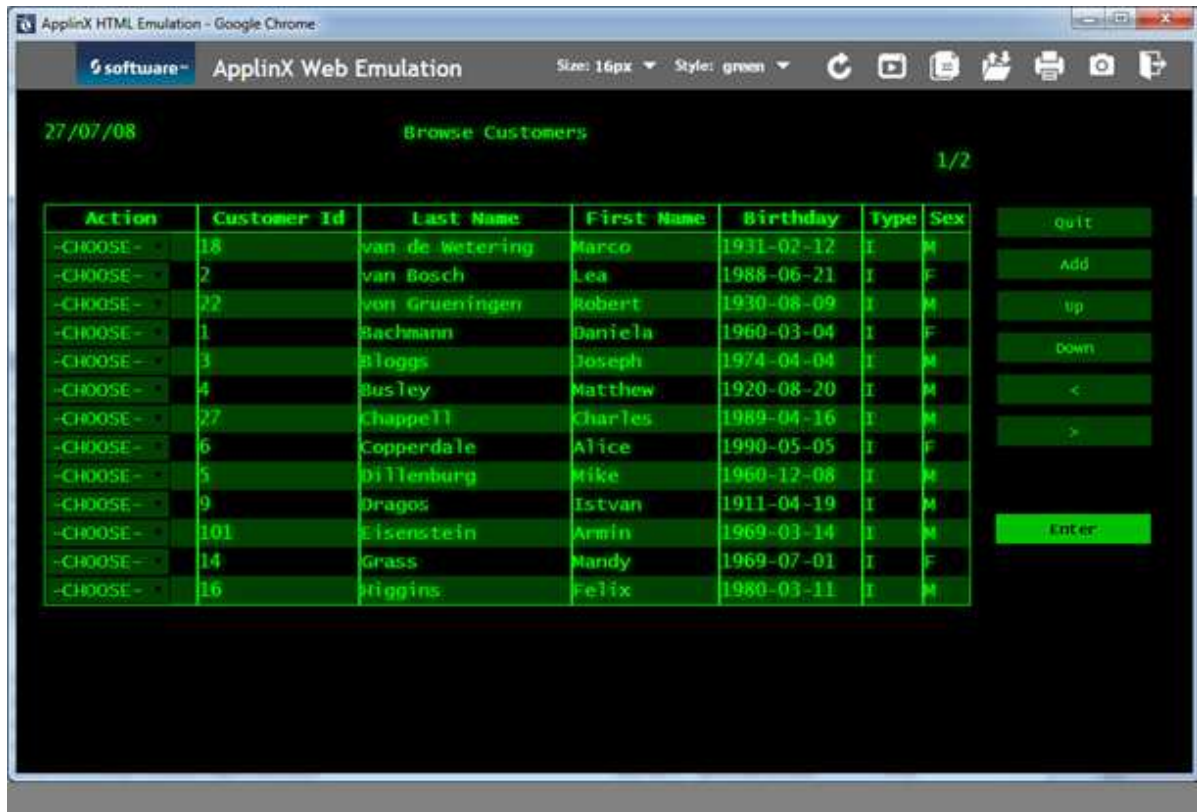 ApplinX HTML Emulation - Google Chrome
software AG ApplinX Web Emulation Size: 16px Style: green
27/07/08 Browse Customers
1/2
Action Customer Id Last Name First Name Birthday Type Sex
-CHOOSE- 18 van de Wetering Marco 1931-02-12 I M
-CHOOSE- 2 van Bosch Lea 1988-06-21 I F
-CHOOSE- 22 von Grueningen Robert 1930-08-09 I M
-CHOOSE- 1 Bachmann Daniela 1960-03-04 I F
-CHOOSE- 3 Bloggs Joseph 1974-04-04 I M
-CHOOSE- 4 Busley Matthew 1920-08-20 I M
-CHOOSE- 27 Chappell Charles 1989-04-16 I M
-CHOOSE- 6 Copperdale Alice 1990-05-05 I F
-CHOOSE- 5 Dillenburg Mike 1960-12-08 I M
-CHOOSE- 9 Dragos Istvan 1911-04-19 I M
-CHOOSE- 101 Eisenstein Armin 1969-03-14 I M
-CHOOSE- 14 Grass Mandy 1969-07-01 I F
-CHOOSE- 16 Higgins Felix 1980-03-11 I M
Quit
Add
Up
Down
<
>
Enter